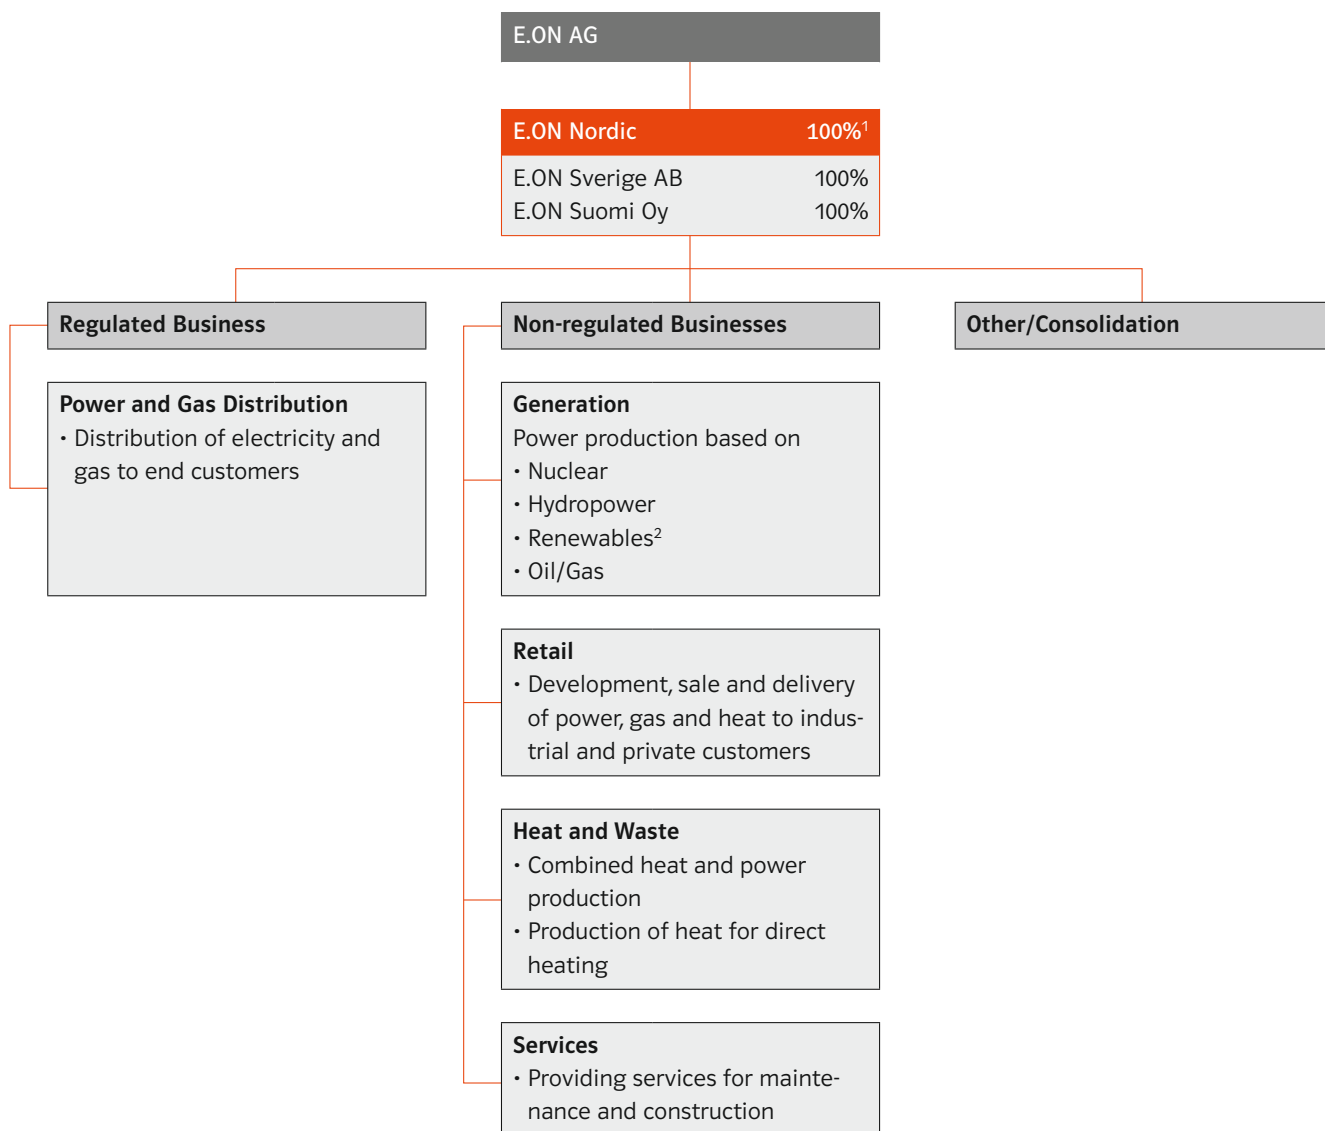 E.ON AG
E.ON Nordic 100%¹
E.ON Sverige AB 100%
E.ON Suomi Oy 100%
Regulated Business
Non-regulated Businesses
Other/Consolidation
Power and Gas Distribution
• Distribution of electricity and
gas to end customers
Generation
Power production based on
• Nuclear
• Hydropower
• Renewables²
• Oil/Gas
Retail
• Development, sale and delivery
of power, gas and heat to indus-
trial and private customers
Heat and Waste
• Combined heat and power
production
• Production of heat for direct
heating
Services
• Providing services for mainte-
nance and construction